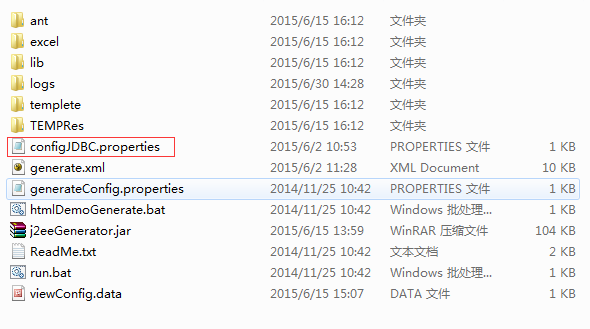 ant 2015/6/15 16:12 文件夹
excel 2015/6/15 16:12 文件夹
lib 2015/6/15 16:12 文件夹
logs 2015/6/30 14:28 文件夹
templete 2015/6/15 16:12 文件夹
TEMPRes 2015/6/15 16:12 文件夹
configJDBC.properties 2015/6/2 10:53 PROPERTIES 文件 1 KB
generate.xml 2015/6/2 11:28 XML Document 10 KB
generateConfig.properties 2014/11/25 10:42 PROPERTIES 文件 1 KB
htmlDemoGenerate.bat 2014/11/25 10:42 Windows 批处理... 1 KB
j2eeGenerator.jar 2015/6/15 13:59 WinRAR 压缩文件 104 KB
ReadMe.txt 2014/11/25 10:42 文本文档 2 KB
run.bat 2014/11/25 10:42 Windows 批处理... 1 KB
viewConfig.data 2015/6/15 15:07 DATA 文件 1 KB